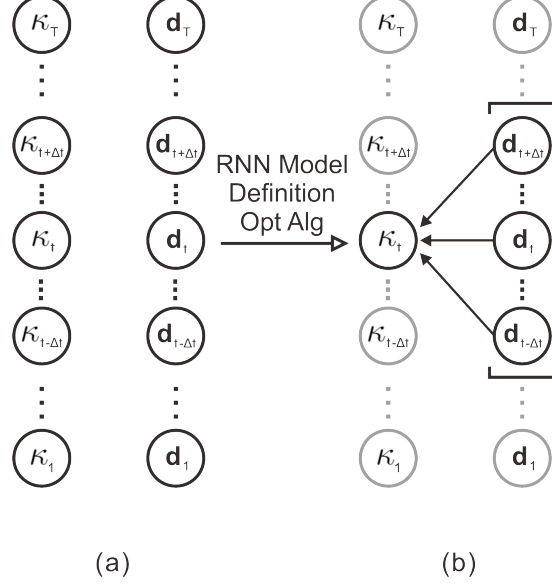 κT dT κT dT
κt+Δt dt+Δt κt+Δt dt+Δt
RNN Model
Definition
Opt Alg
κt dt κt dt
κt-Δt dt-Δt κt-Δt dt-Δt
κ1 d1 κ1 d1
(a) (b)